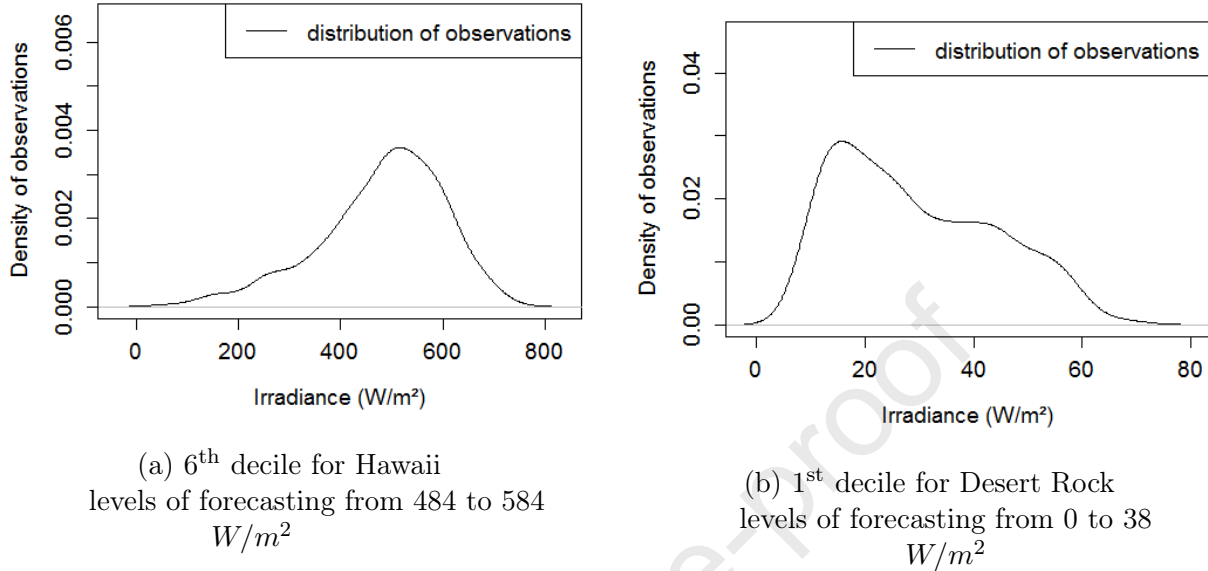 distribution of observations
Density of observations
0.000
0.002
0.004
0.006
0
200
400
600
800
Irradiance (W/m²)
(a) 6th decile for Hawaii
levels of forecasting from 484 to 584
W/m2
distribution of observations
Density of observations
0.00
0.02
0.04
0
20
40
60
80
Irradiance (W/m²)
(b) 1st decile for Desert Rock
levels of forecasting from 0 to 38
W/m2
e-proof